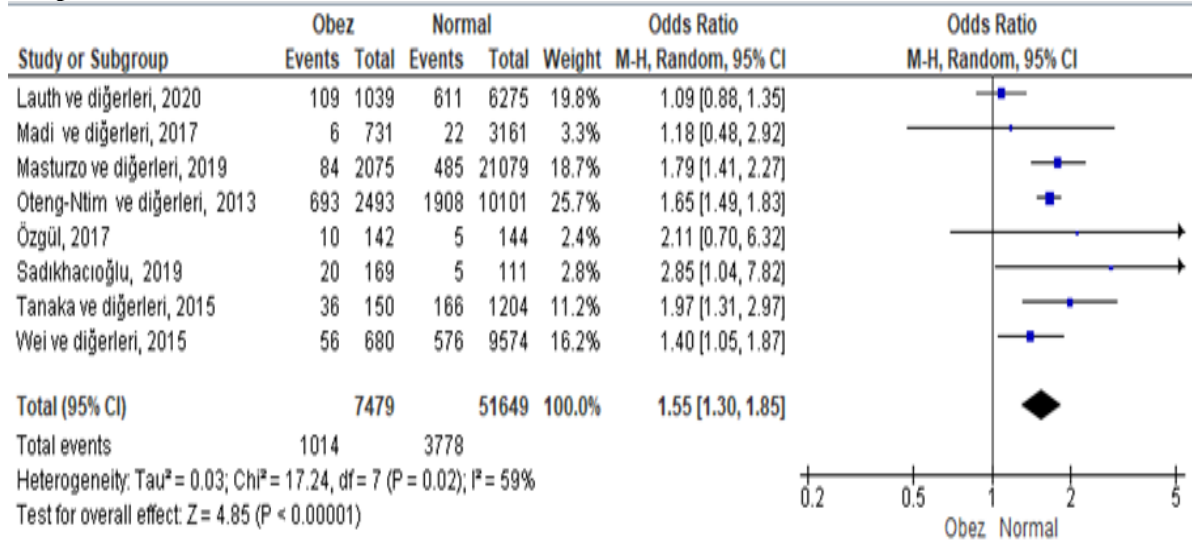 Obez Normal Odds Ratio Odds Ratio
Study or Subgroup Events Total Events Total Weight M-H, Random, 95% CI M-H, Random, 95% CI
Lauth ve diğerleri, 2020 109 1039 611 6275 19.8% 1.09 [0.88, 1.35]
Madi ve diğerleri, 2017 6 731 22 3161 3.3% 1.18 [0.48, 2.92]
Masturzo ve diğerleri, 2019 84 2075 485 21079 18.7% 1.79 [1.41, 2.27]
Oteng-Ntim ve diğerleri, 2013 693 2493 1908 10101 25.7% 1.65 [1.49, 1.83]
Özgül, 2017 10 142 5 144 2.4% 2.11 [0.70, 6.32]
Sadıkhacıoğlu, 2019 20 169 5 111 2.8% 2.85 [1.04, 7.82]
Tanaka ve diğerleri, 2015 36 150 166 1204 11.2% 1.97 [1.31, 2.97]
Wei ve diğerleri, 2015 56 680 576 9574 16.2% 1.40 [1.05, 1.87]
Total (95% CI) 7479 51649 100.0% 1.55 [1.30, 1.85]
Total events 1014 3778
Heterogeneity: Tau² = 0.03; Chi² = 17.24, df = 7 (P = 0.02); I² = 59%
Test for overall effect: Z = 4.85 (P < 0.00001)
0.2 0.5 1 2 5
Obez Normal